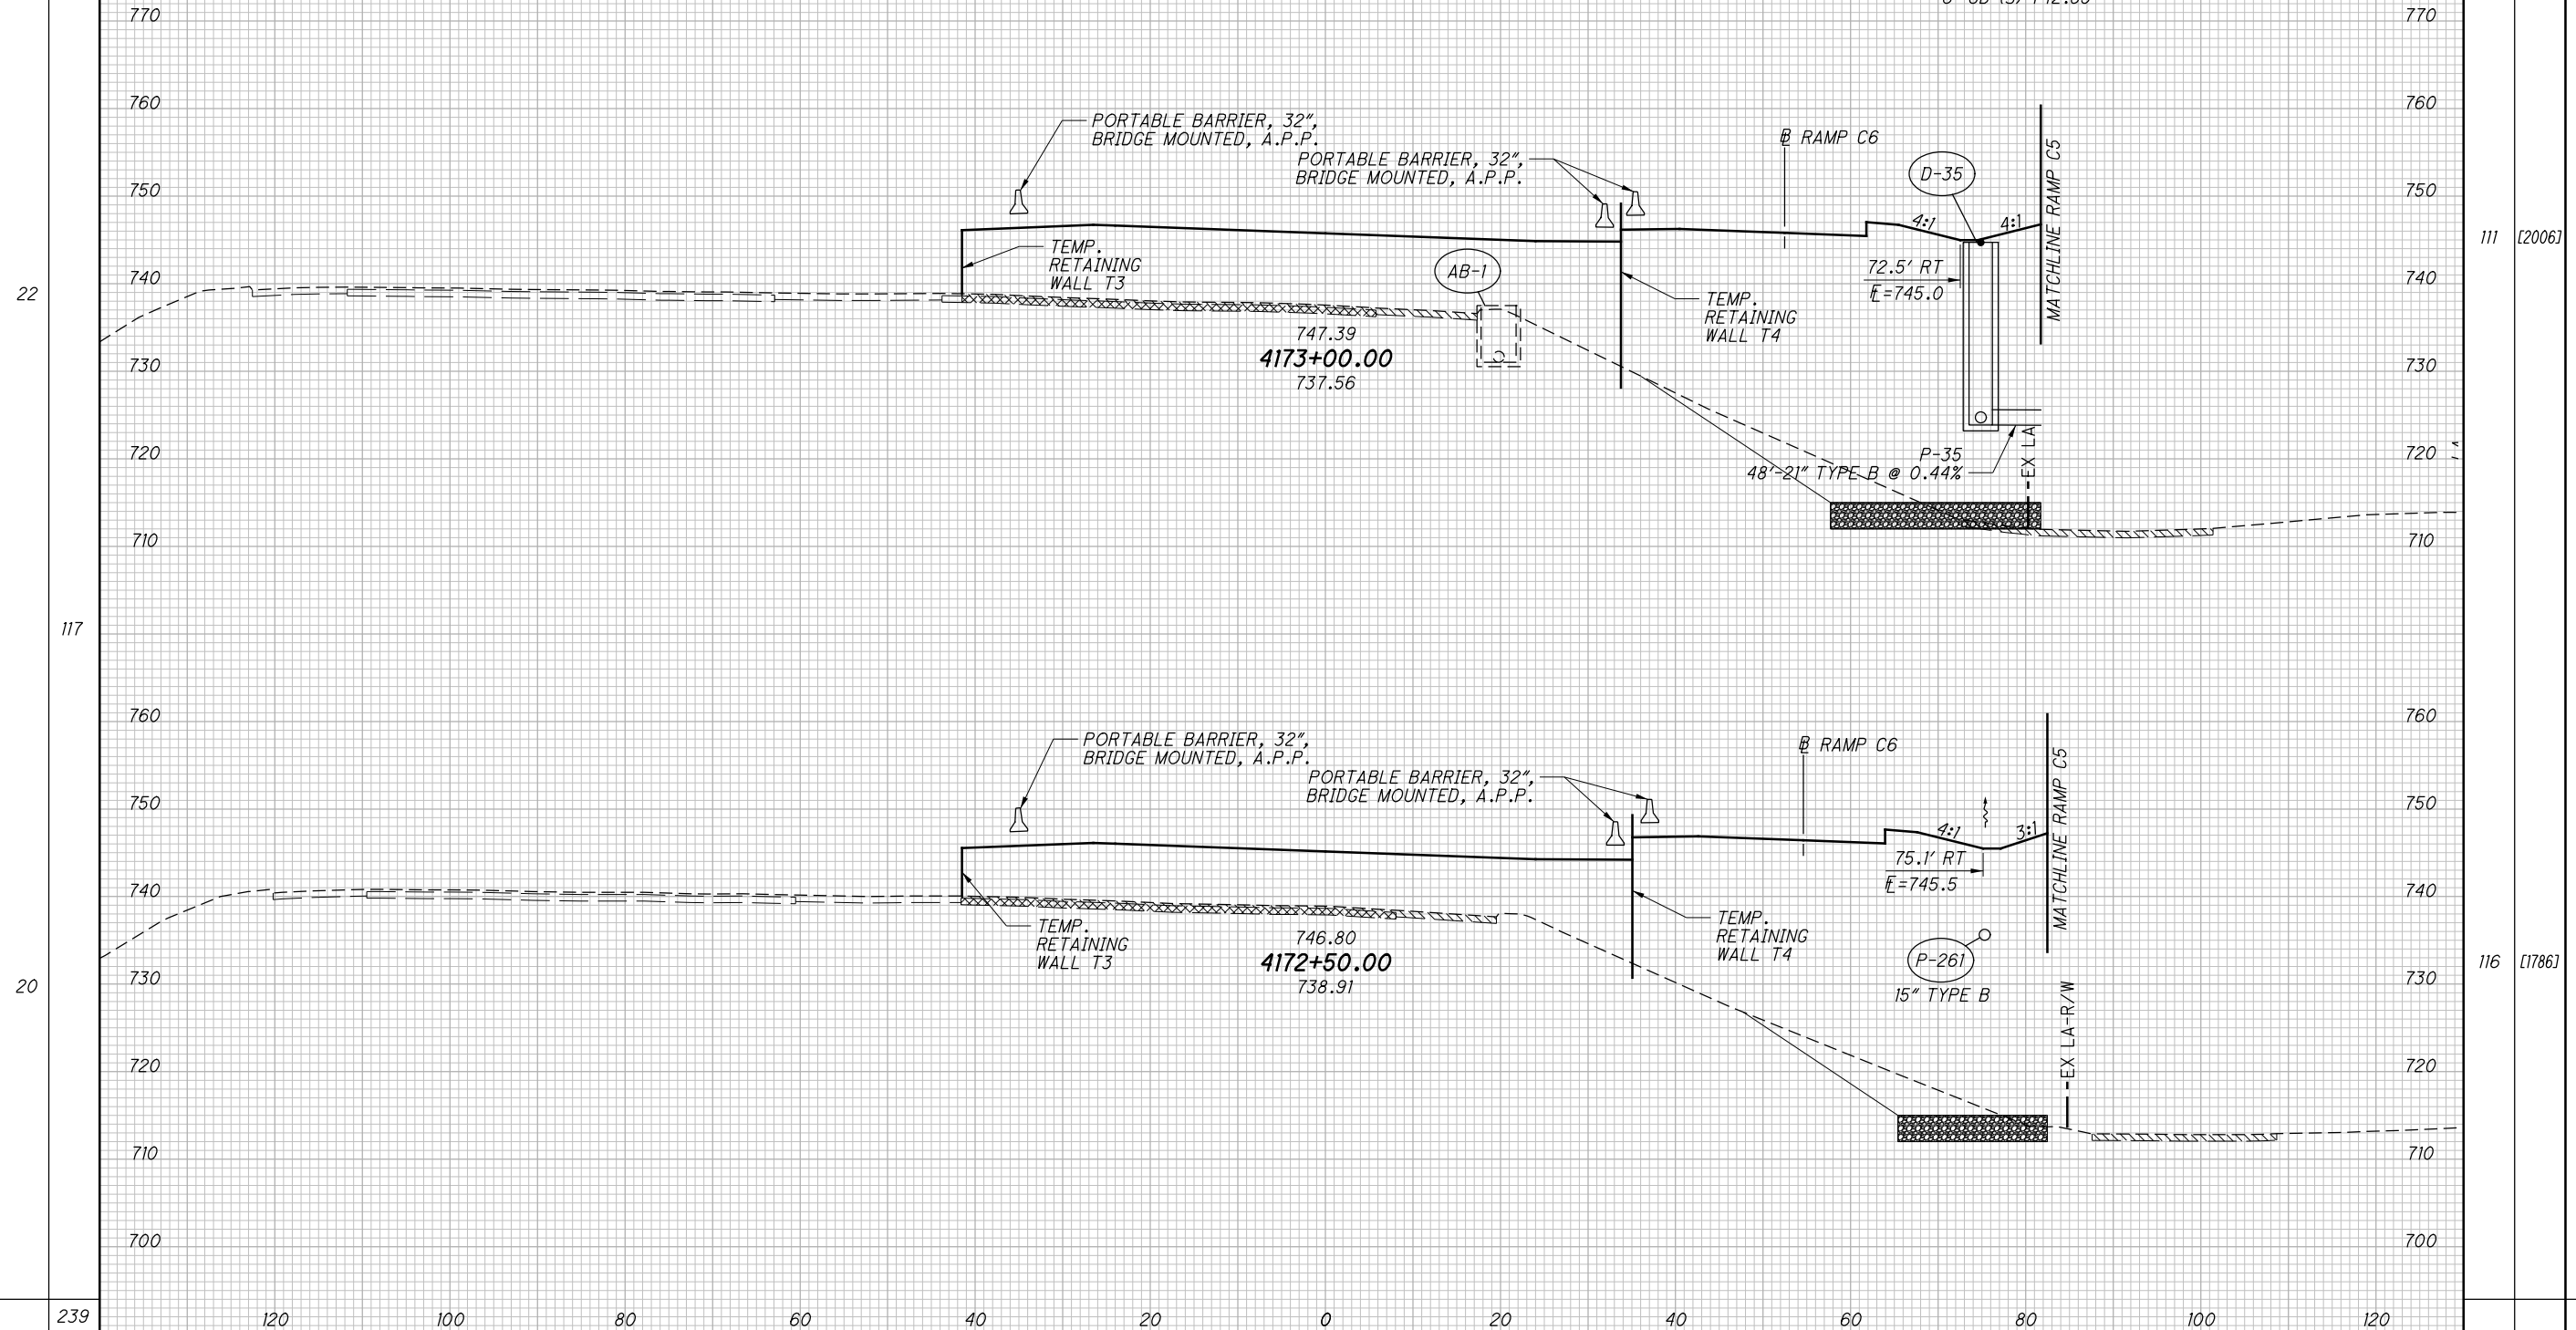 770
770
760
760
PORTABLE BARRIER, 32",
BRIDGE MOUNTED, A.P.P.
PORTABLE BARRIER, 32",
BRIDGE MOUNTED, A.P.P.
RAMP C6
D-35
MATCHLINE RAMP C5
750
750
4:1
4:1
111
[2006]
TEMP.
RETAINING
WALL T3
AB-1
72.5' RT
=745.0
740
740
22
TEMP.
RETAINING
WALL T4
747.39
4173+00.00
737.56
730
730
720
720
P-35
48'-21" TYPE B @ 0.44%
EX LA
710
710
117
760
760
PORTABLE BARRIER, 32",
BRIDGE MOUNTED, A.P.P.
PORTABLE BARRIER, 32",
BRIDGE MOUNTED, A.P.P.
RAMP C6
MATCHLINE RAMP C5
750
750
4:1
3:1
75.1' RT
=745.5
740
740
TEMP.
RETAINING
WALL T3
TEMP.
RETAINING
WALL T4
746.80
4172+50.00
738.91
P-261
15" TYPE B
116
[1786]
20
730
730
EX LA-R/W
720
720
710
710
700
700
239
120
100
80
60
40
20
0
20
40
60
80
100
120